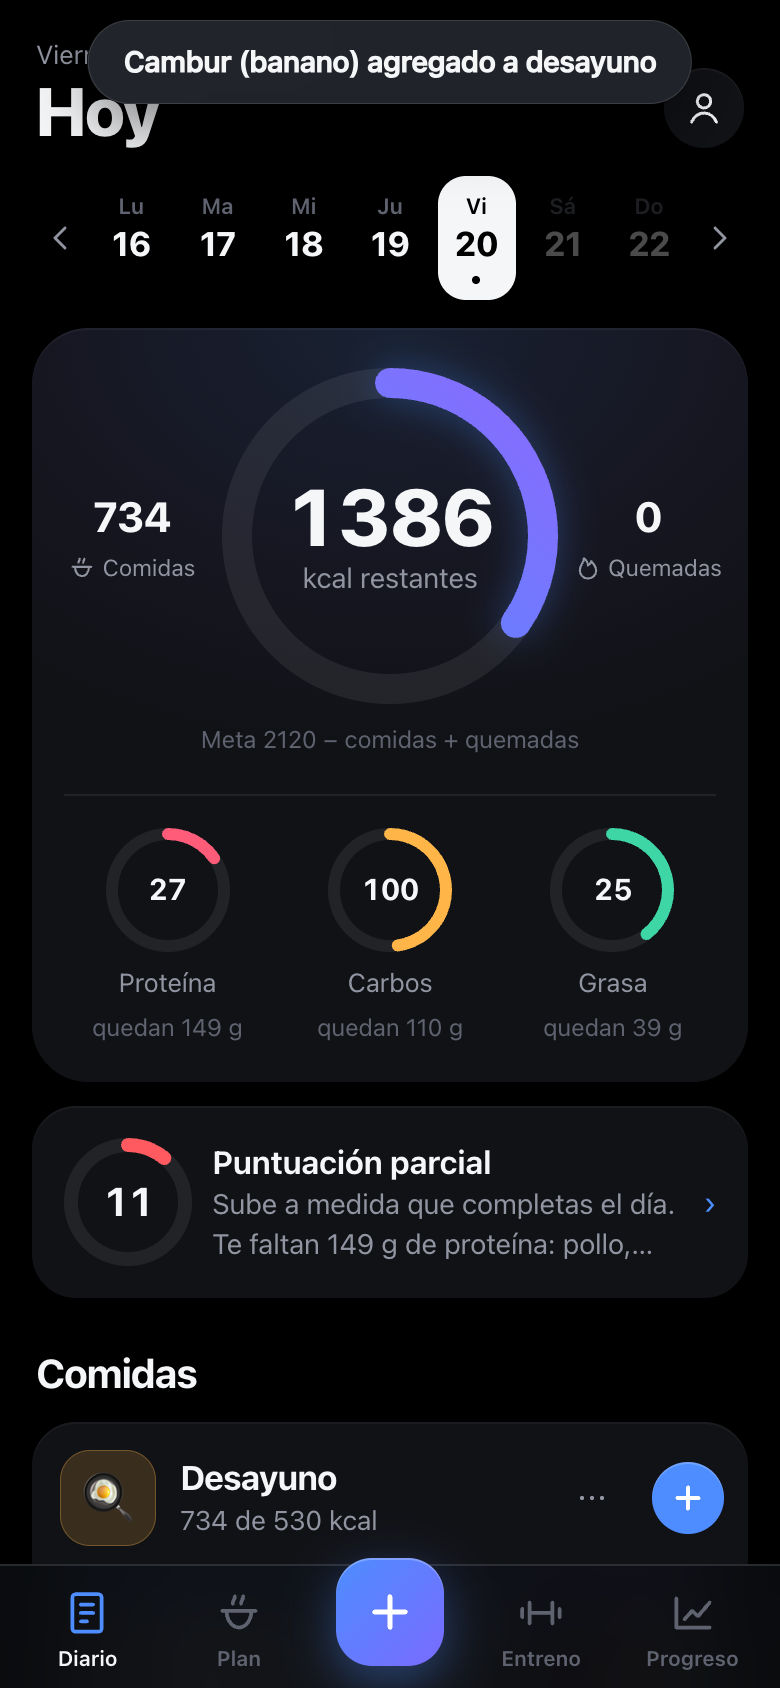 Cambur (banano) agregado a desayuno
Hoy
Lu
Ma
Mi
Ju
Vi
Sá
Do
16
17
18
19
20
21
22
734
Comidas
1386
kcal restantes
0
Quemadas
Meta 2120 – comidas + quemadas
27
100
25
Proteína
Carbos
Grasa
quedan 149 g
quedan 110 g
quedan 39 g
11
Puntuación parcial
Sube a medida que completas el día.
Te faltan 149 g de proteína: pollo,...
Comidas
Desayuno
734 de 530 kcal
Diario
Plan
Entreno
Progreso